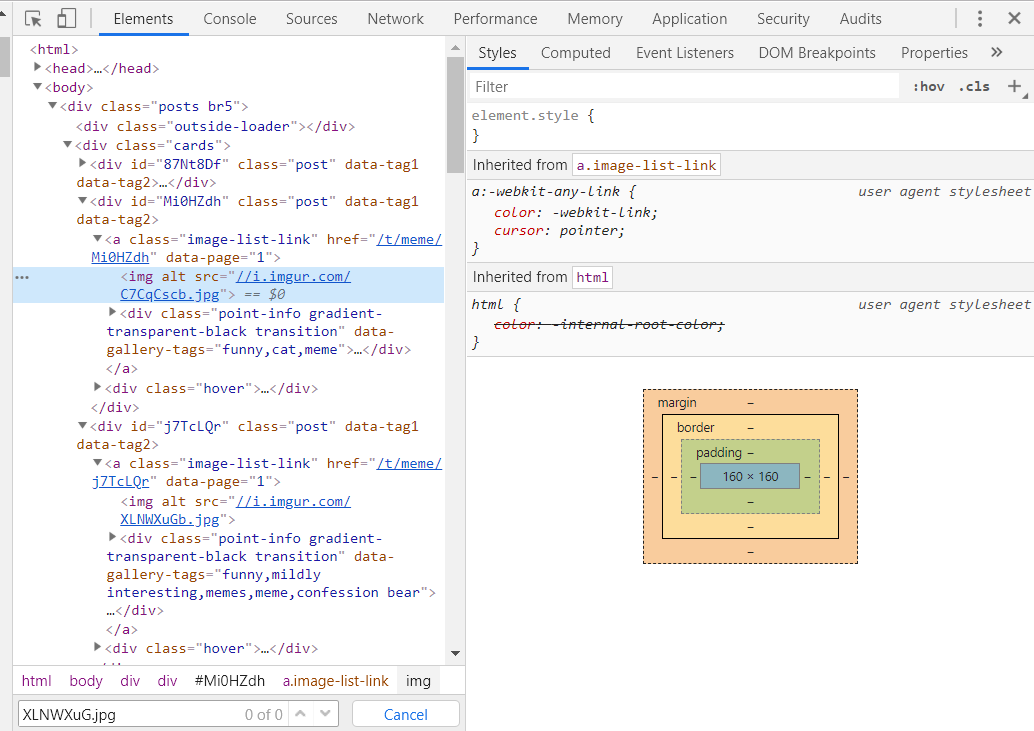 Elements Console Sources Network Performance Memory Application Security Audits
<html>
<head>…</head>
<body>
<div class="posts br5">
<div class="outside-loader"></div>
<div class="cards">
<div id="87Nt8Df" class="post" data-tag1
data-tag2>…</div>
<div id="Mi0HZdh" class="post" data-tag1
data-tag2>
<a class="image-list-link" href="/t/meme/
Mi0HZdh" data-page="1">
<img alt src="//i.imgur.com/
C7CqCscb.jpg"> == $0
<div class="point-info gradient-
transparent-black transition" data-
gallery-tags="funny,cat,meme">…</div>
</a>
<div class="hover">…</div>
</div>
<div id="j7TcLQr" class="post" data-tag1
data-tag2>
<a class="image-list-link" href="/t/meme/
j7TcLQr" data-page="1">
<img alt src="//i.imgur.com/
XLNWXuGb.jpg">
<div class="point-info gradient-
transparent-black transition" data-
gallery-tags="funny,mildly
interesting,memes,meme,confession bear">
…</div>
</a>
<div class="hover">…</div>
html body div div #Mi0HZdh a.image-list-link img
XLNWXuG.jpg 0 of 0 Cancel
Styles Computed Event Listeners DOM Breakpoints Properties »
Filter :hov .cls +
element.style {
}
Inherited from a.image-list-link
a:-webkit-any-link { user agent stylesheet
color: -webkit-link;
cursor: pointer;
}
Inherited from html
html { user agent stylesheet
color: -internal-root-color;
}
margin –
border –
padding –
– – – 160 × 160 – – –
–
–
–